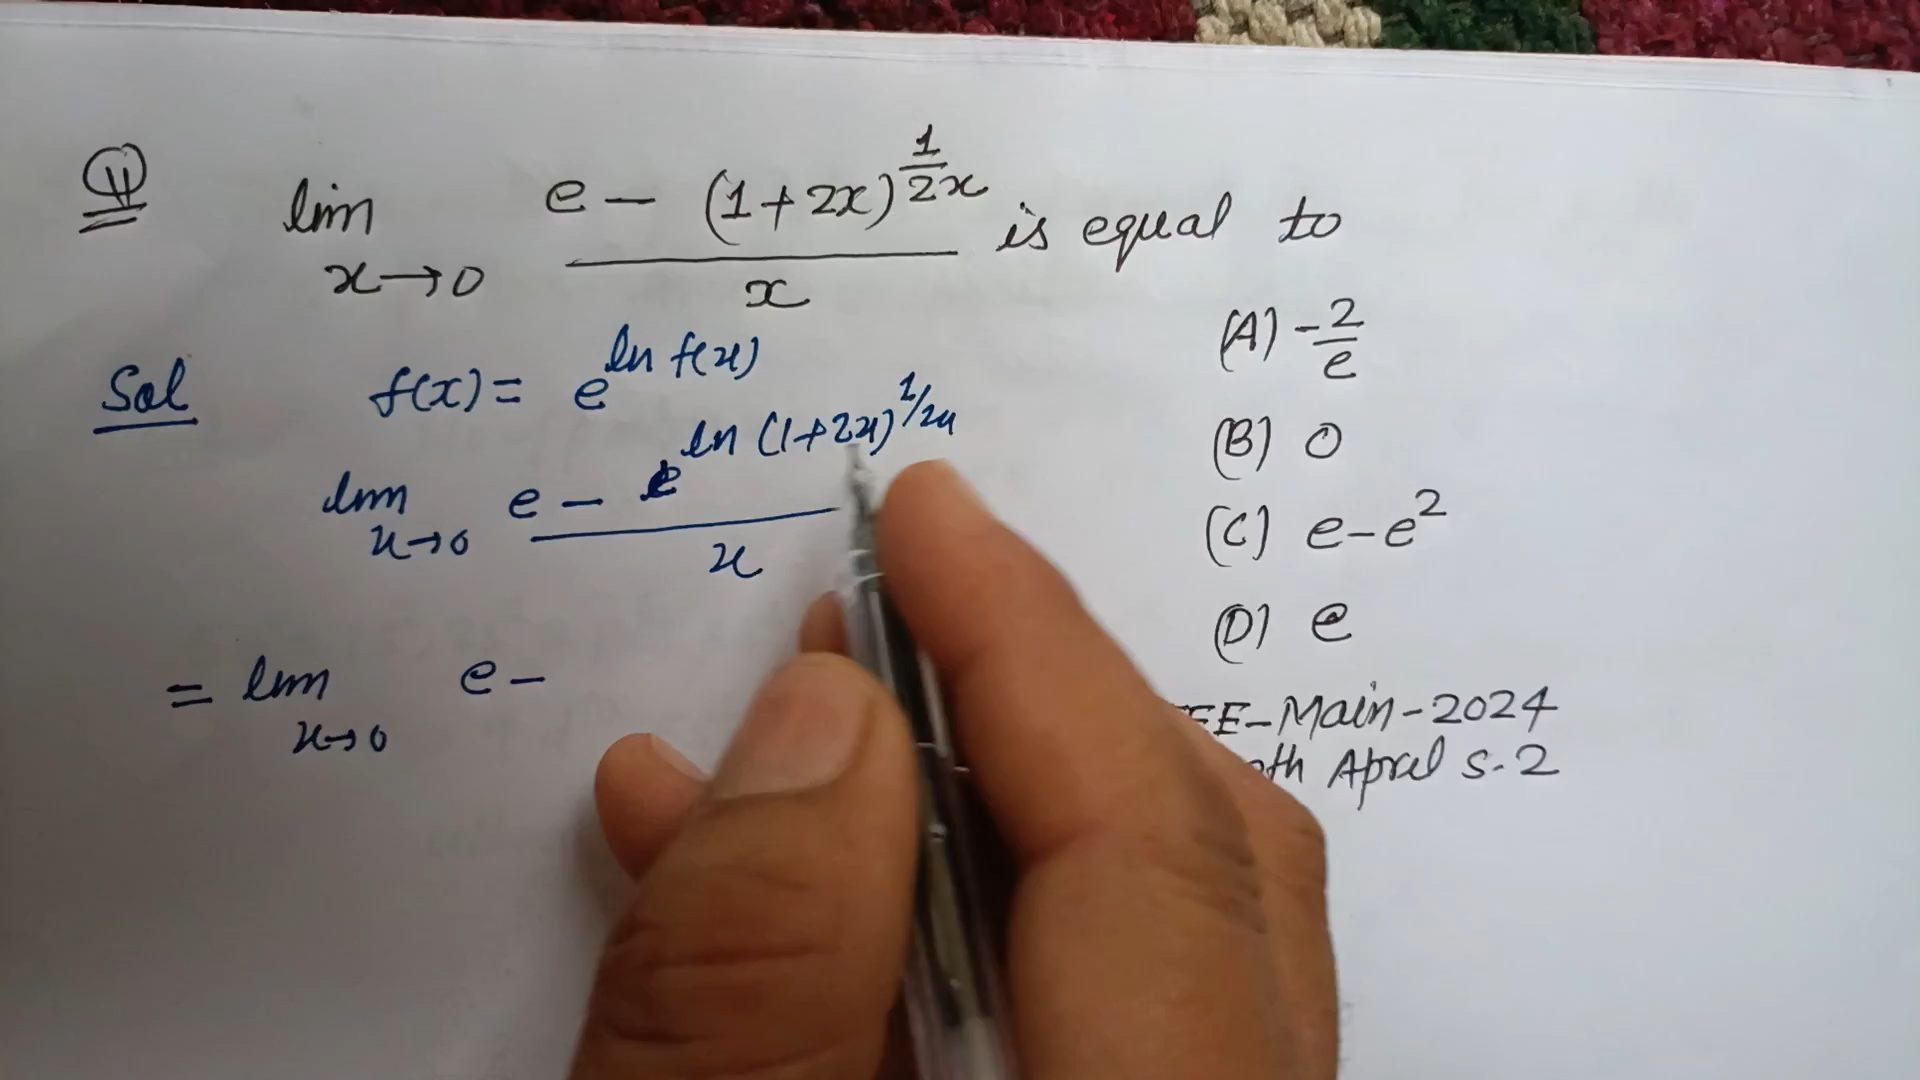 Q
lim x→0 e − (1+2x)^(1/2x) / x is equal to
(A) −2/e
Sol f(x) = e^(ln f(x))
(B) 0
lim x→0 e − e^(ln (1+2x)^(1/2x)) / x
(C) e−e²
(D) e
= lim x→0 e −
EE-Main-2024
th April S.2